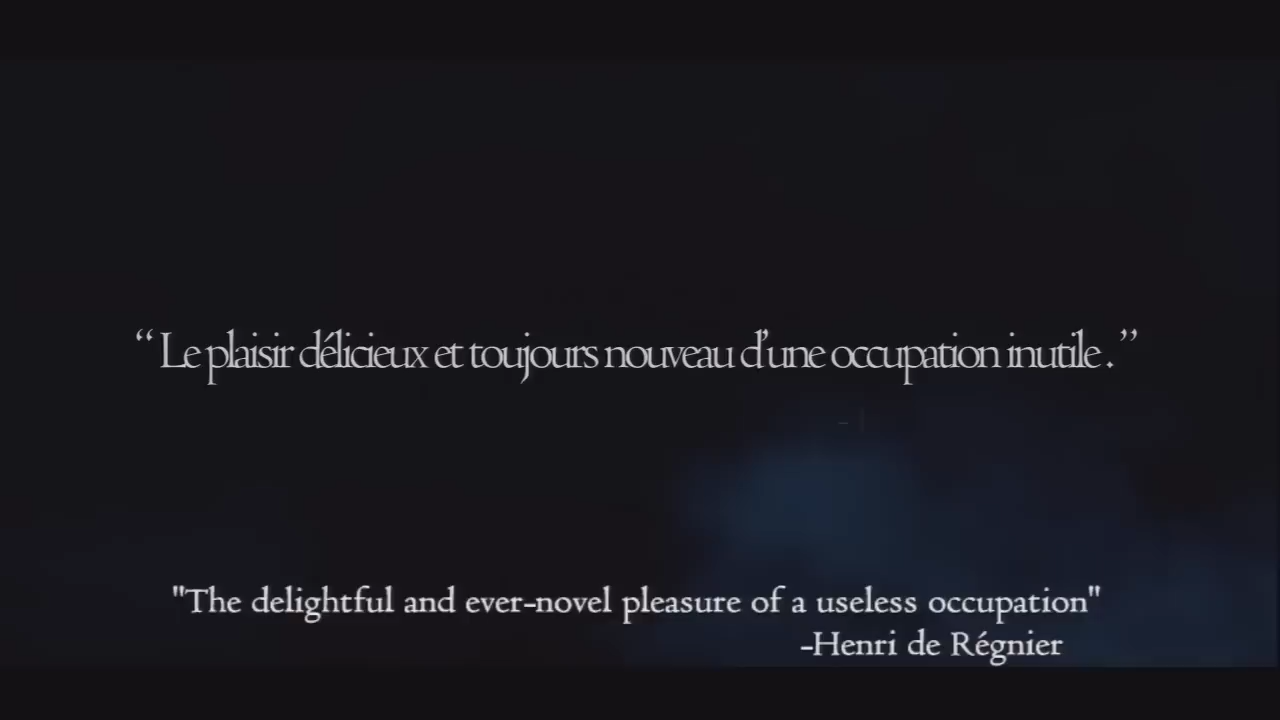 “ Le plaisir délicieux et toujours nouveau d'une occupation inutile . ”
"The delightful and ever-novel pleasure of a useless occupation"
-Henri de Régnier